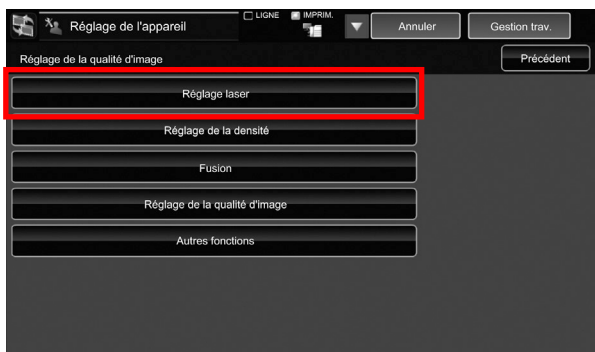 Réglage de l'appareil
LIGNE IMPRIM.
Annuler
Gestion trav.
Réglage de la qualité d'image
Précédent
Réglage laser
Réglage de la densité
Fusion
Réglage de la qualité d'image
Autres fonctions